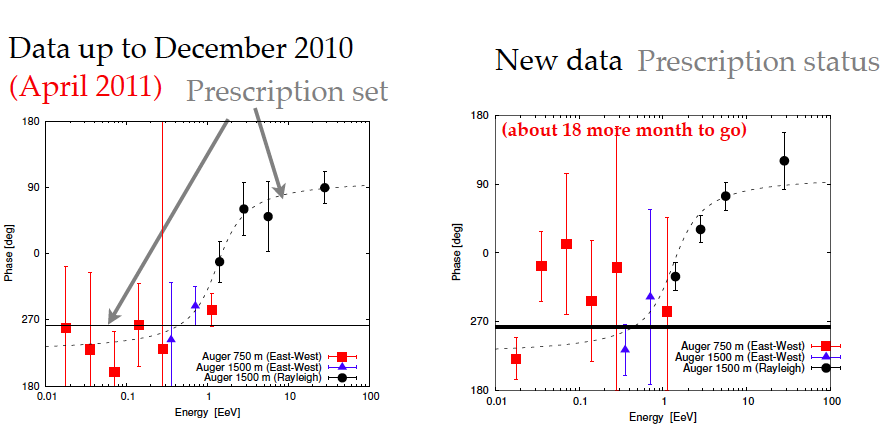 Data up to December 2010
(April 2011) Prescription set
180
90
0
270
180
Phase [deg]
Auger 750 m (East-West)
Auger 1500 m (East-West)
Auger 1500 m (Rayleigh)
0.01 0.1 1 10 100
Energy [EeV]
New data Prescription status
(about 18 more month to go)
180
90
0
270
180
Phase [deg]
Auger 750 m (East-West)
Auger 1500 m (East-West)
Auger 1500 m (Rayleigh)
0.01 0.1 1 10 100
Energy [EeV]